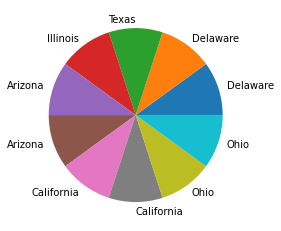 Texas
Illinois
Delaware
Arizona
Delaware
Arizona
Ohio
California
Ohio
California